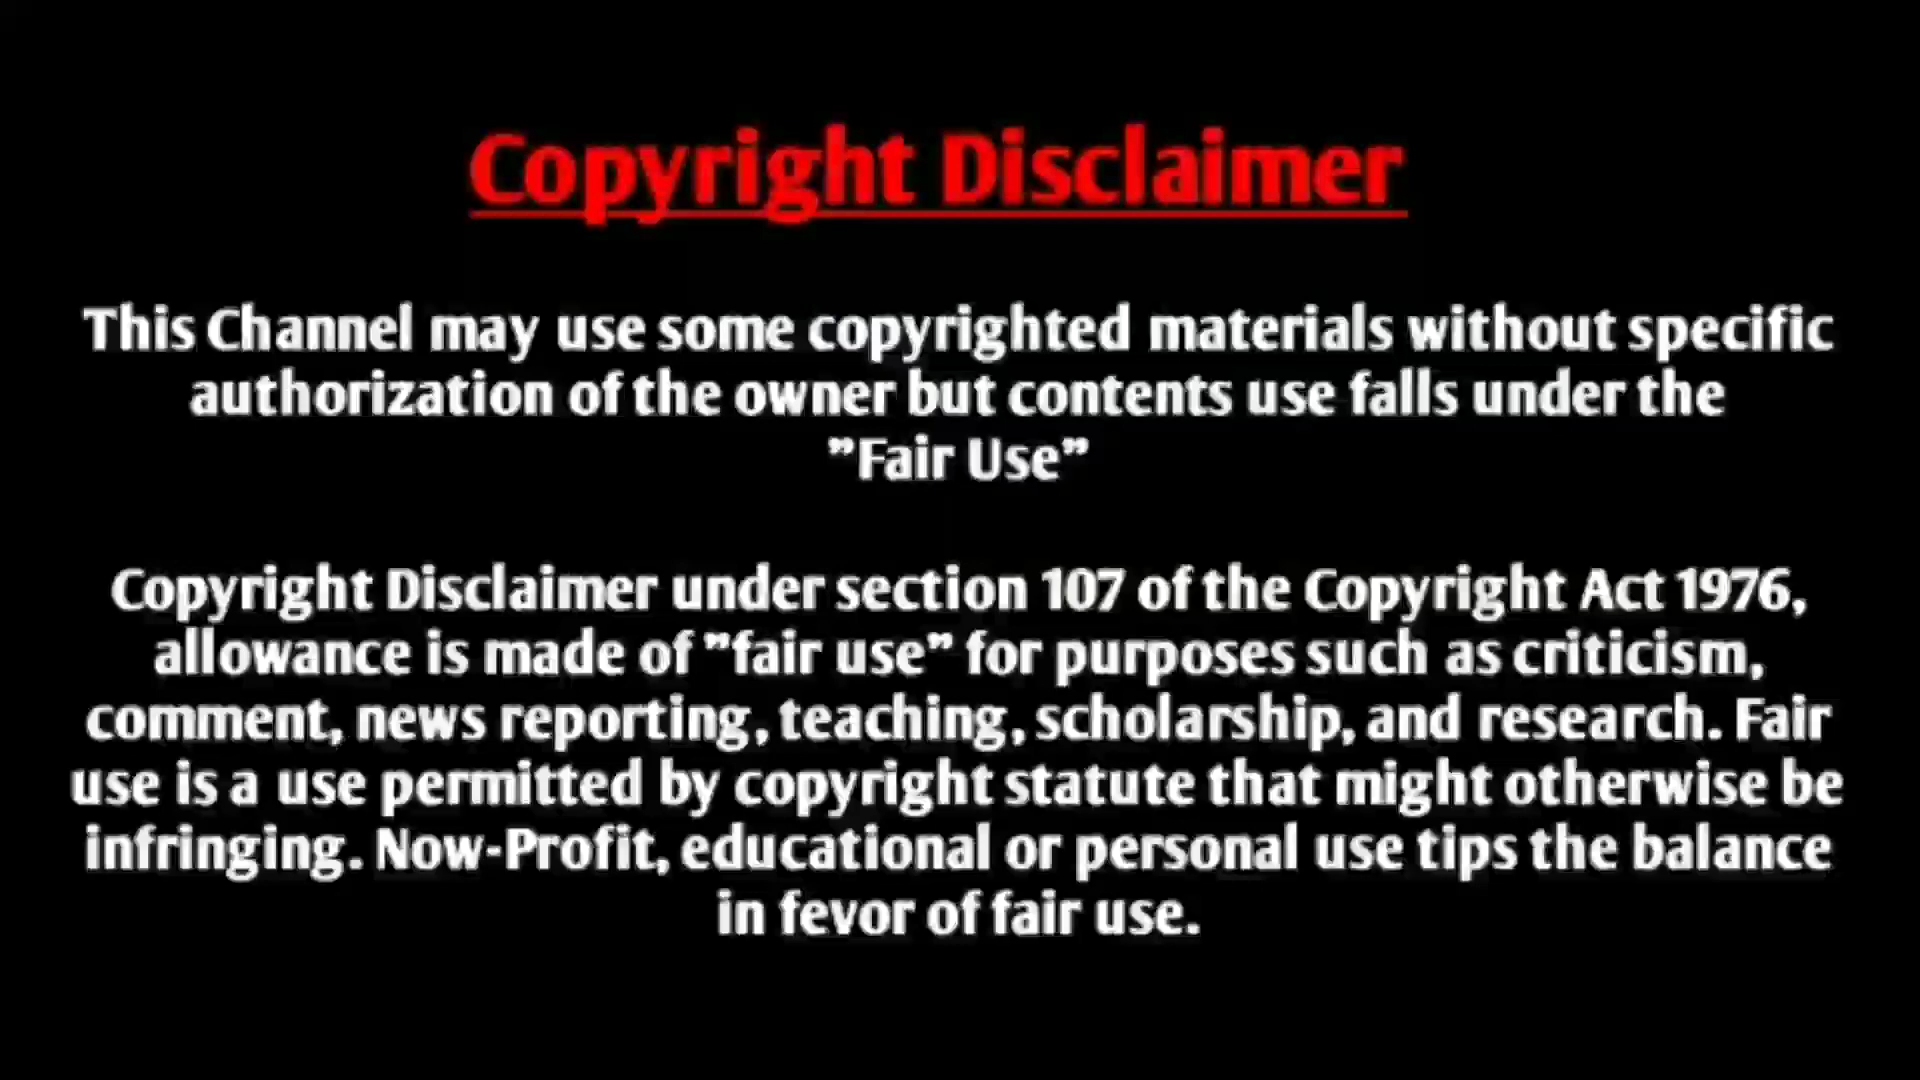 Copyright Disclaimer
This Channel may use some copyrighted materials without specific
authorization of the owner but contents use falls under the
"Fair Use"
Copyright Disclaimer under section 107 of the Copyright Act 1976,
allowance is made of "fair use" for purposes such as criticism,
comment, news reporting, teaching, scholarship, and research. Fair
use is a use permitted by copyright statute that might otherwise be
infringing. Now-Profit, educational or personal use tips the balance
in fevor of fair use.